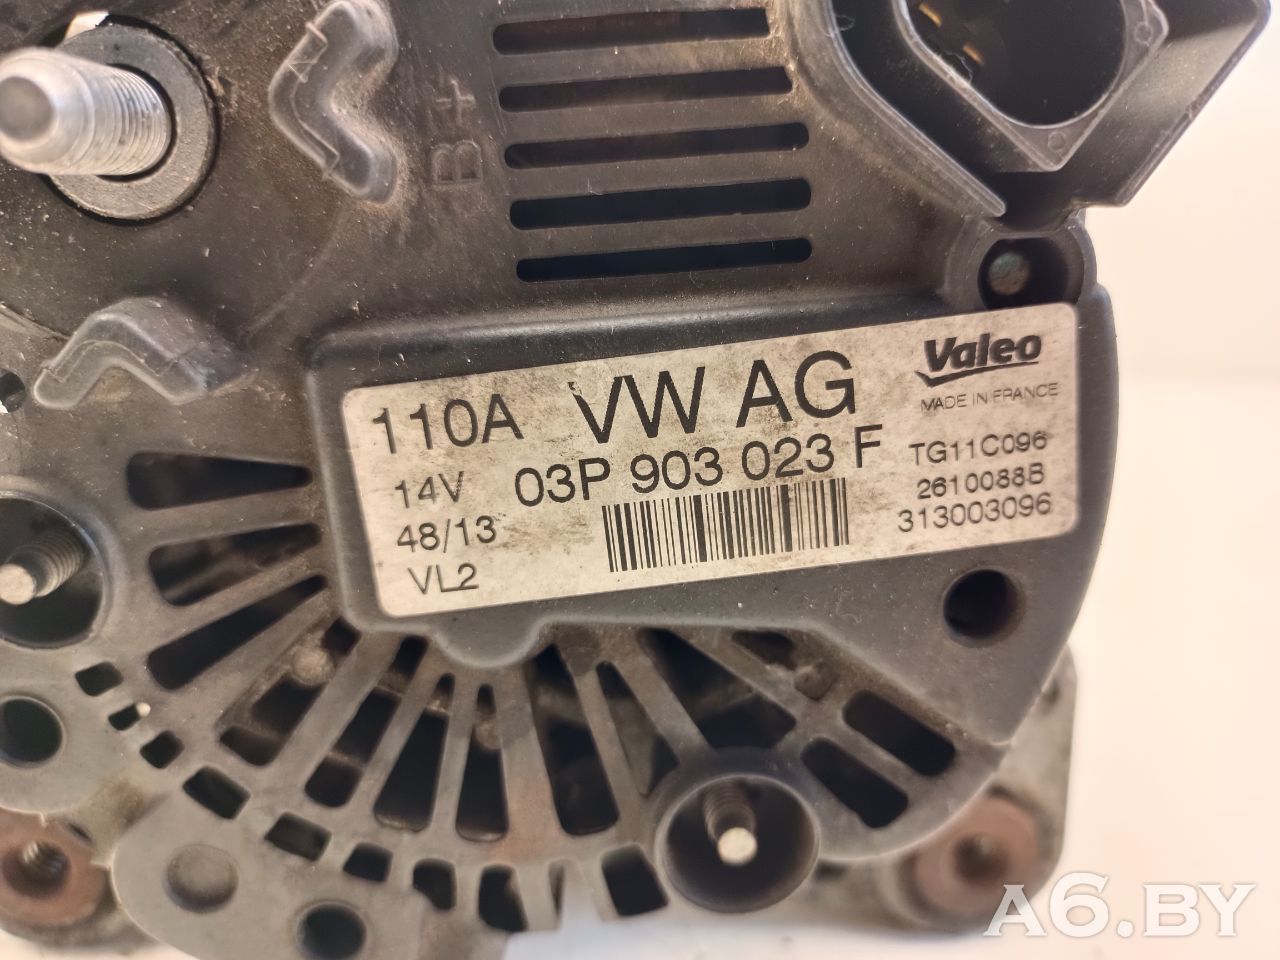 B+
110A VW AG Valeo
MADE IN FRANCE
14V 03P 903 023 F TG11C096
2610088B
48/13 313003096
VL2
A6.BY